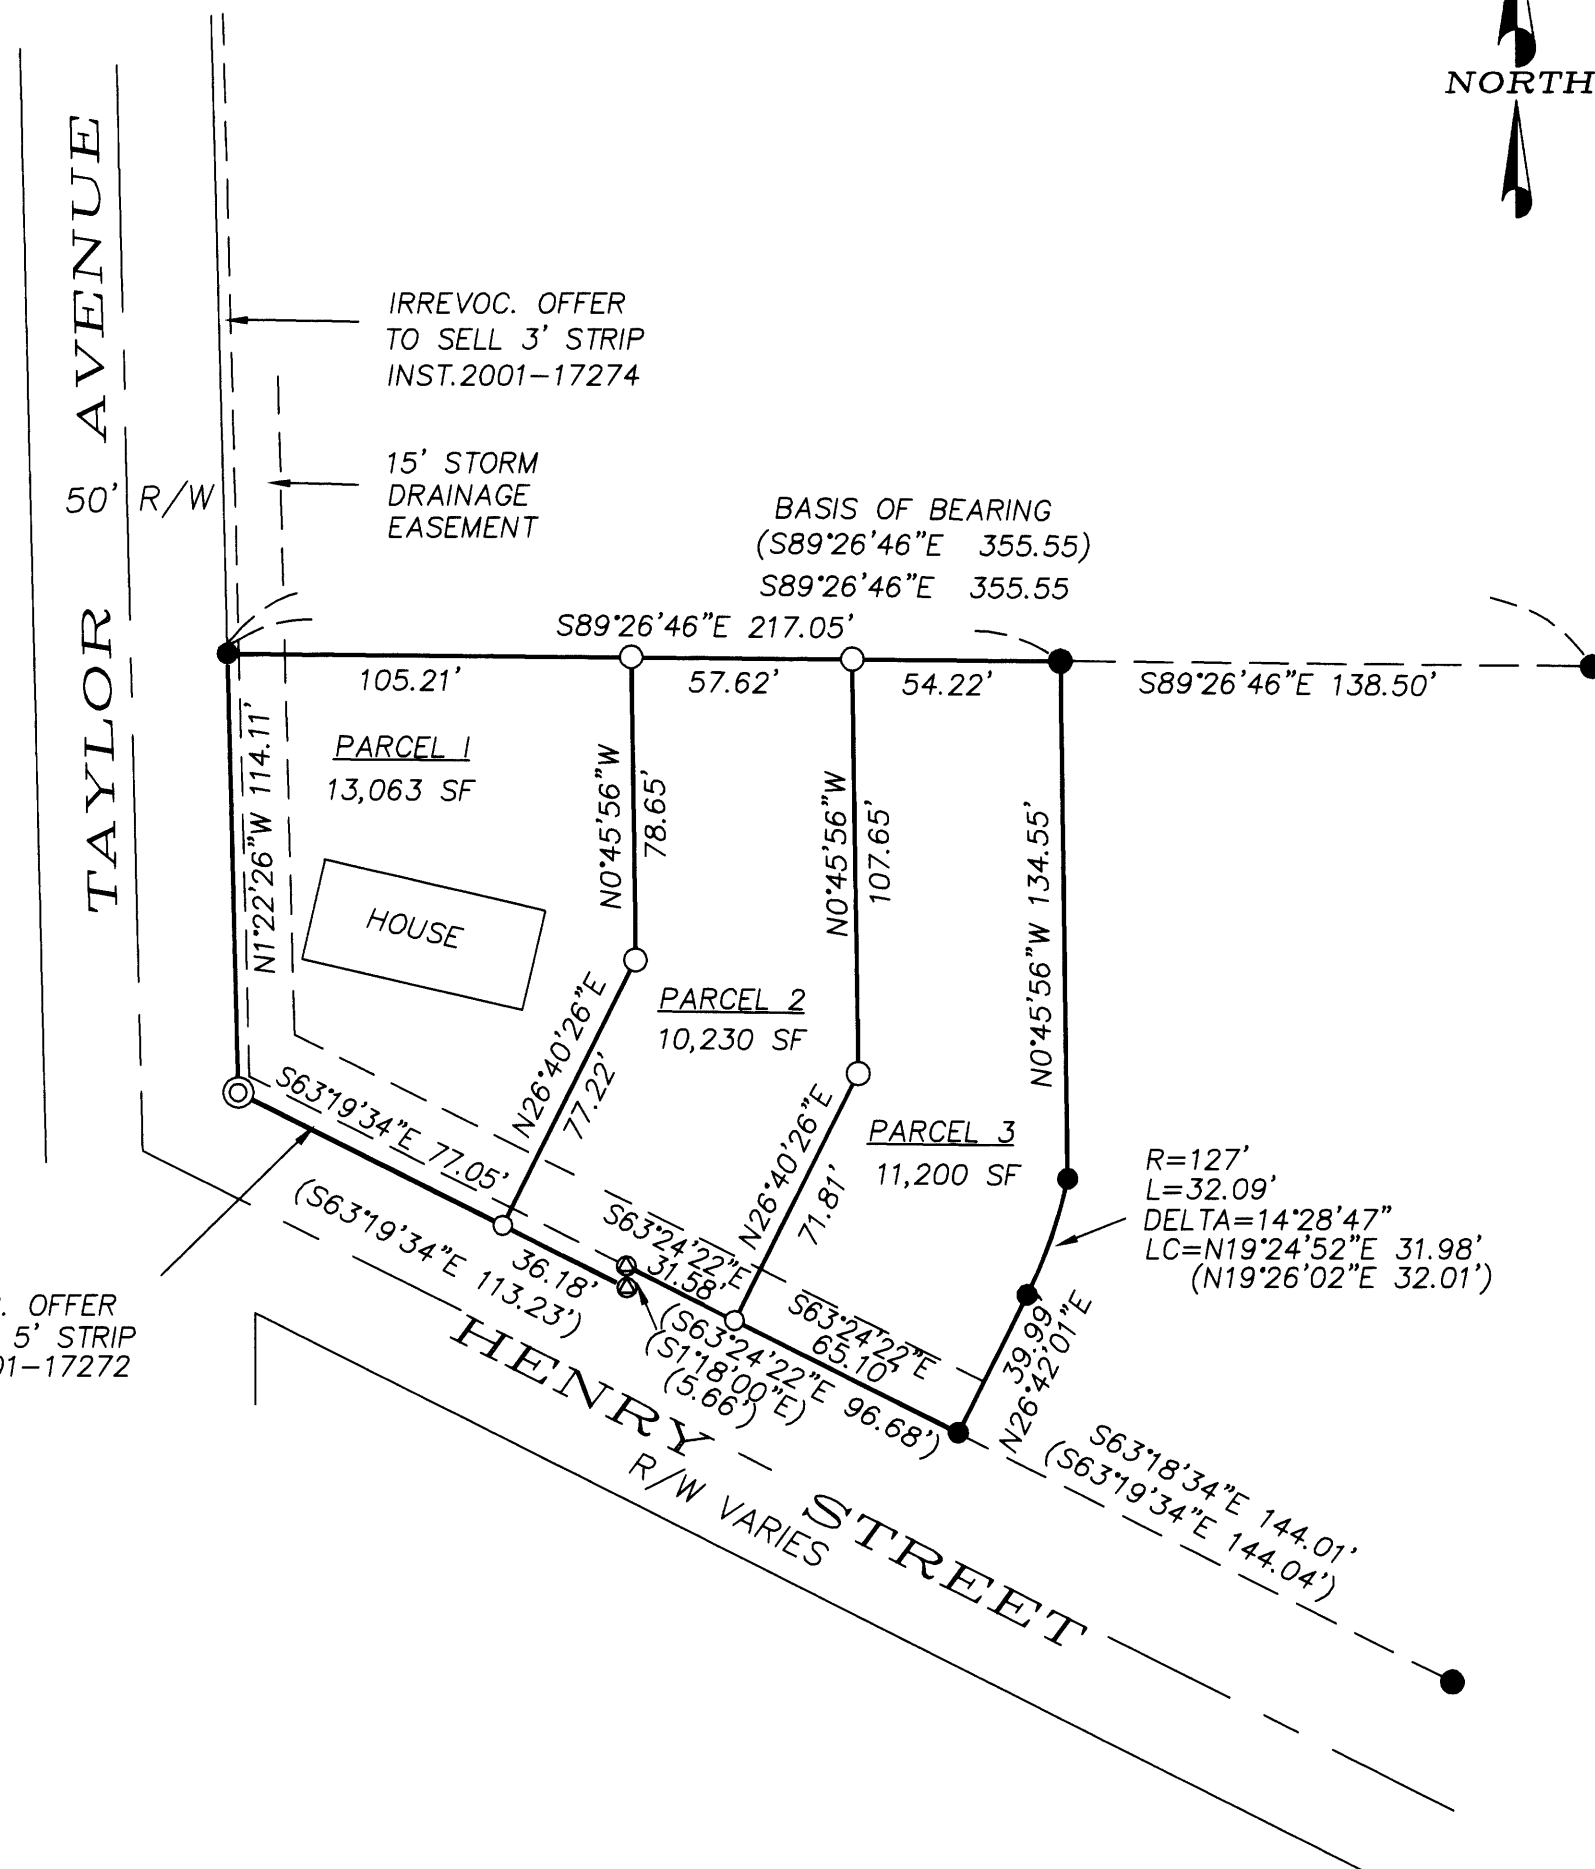 NORTH
TAYLOR AVENUE
50' R/W
IRREVOC. OFFER
TO SELL 3' STRIP
INST.2001-17274
15' STORM
DRAINAGE
EASEMENT
BASIS OF BEARING
(S89°26'46"E 355.55)
S89°26'46"E 355.55
S89°26'46"E 217.05'
105.21'
57.62'
54.22'
S89°26'46"E 138.50'
N1°22'26"W 114.11'
PARCEL 1
13,063 SF
HOUSE
N0°45'56"W
78.65'
N26°40'26"E
77.22'
PARCEL 2
10,230 SF
N0°45'56"W
107.65'
N26°40'26"E
71.81'
PARCEL 3
11,200 SF
N0°45'56"W 134.55'
R=127'
L=32.09'
DELTA=14°28'47"
LC=N19°24'52"E 31.98'
(N19°26'02"E 32.01')
39.99'
N26°42'01"E
S63°19'34"E 77.05'
(S63°19'34"E 113.23')
36.18'
S63°24'22"E
31.58'
(S63°24'22"E 96.68')
(S1°18'00"E)
(5.66')
S63°24'22"E
65.10'
S63°18'34"E 144.01'
(S63°19'34"E 144.04')
. OFFER
5' STRIP
01-17272
HENRY STREET
R/W VARIES